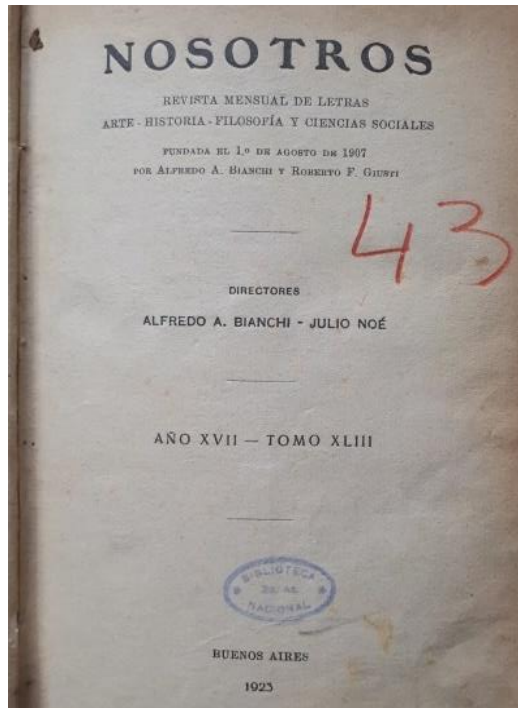 NOSOTROS
REVISTA MENSUAL DE LETRAS
ARTE - HISTORIA - FILOSOFÍA Y CIENCIAS SOCIALES
FUNDADA EL 1.º DE AGOSTO DE 1907
POR ALFREDO A. BIANCHI Y ROBERTO F. GIUSTI
43
DIRECTORES
ALFREDO A. BIANCHI - JULIO NOÉ
AÑO XVII — TOMO XLIII
BIBLIOTECA
NACIONAL
BUENOS AIRES
1923